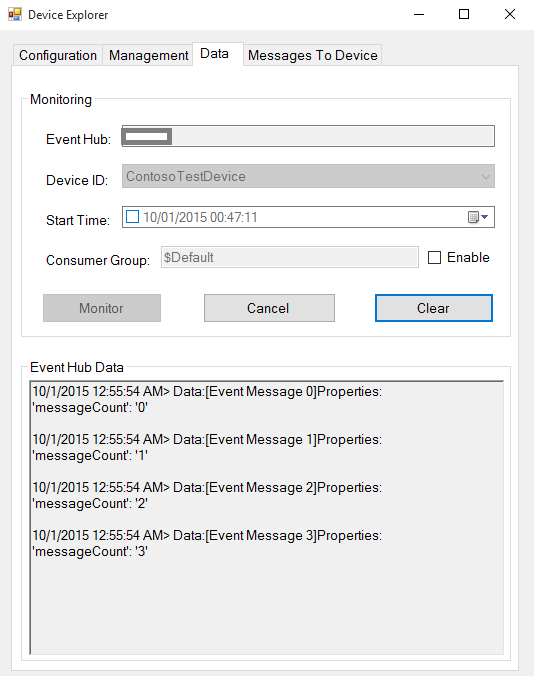 Device Explorer
Configuration Management Data Messages To Device
Monitoring
Event Hub:
Device ID: ContosoTestDevice
Start Time: 10/01/2015 00:47:11
Consumer Group: $Default Enable
Monitor Cancel Clear
Event Hub Data
10/1/2015 12:55:54 AM> Data:[Event Message 0]Properties:
'messageCount': '0'
10/1/2015 12:55:54 AM> Data:[Event Message 1]Properties:
'messageCount': '1'
10/1/2015 12:55:54 AM> Data:[Event Message 2]Properties:
'messageCount': '2'
10/1/2015 12:55:54 AM> Data:[Event Message 3]Properties:
'messageCount': '3'